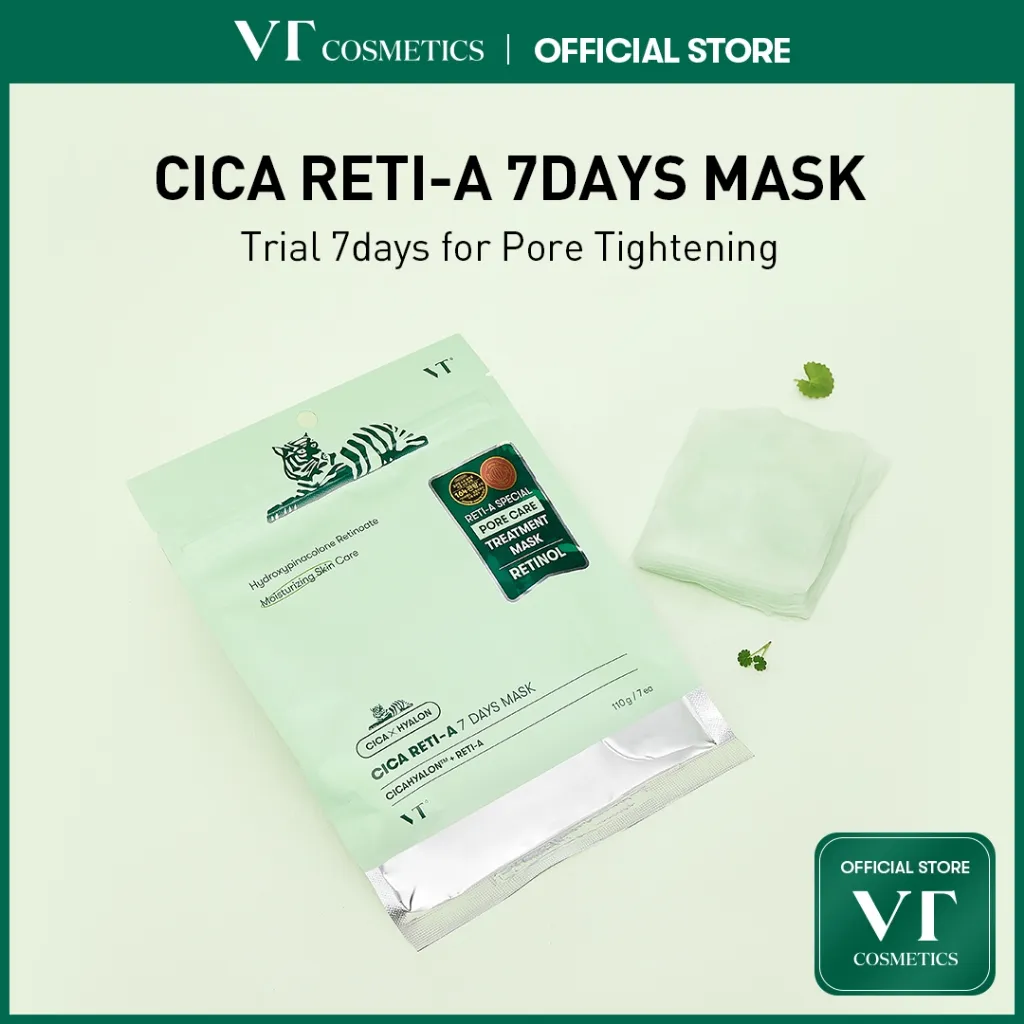 VT COSMETICS | OFFICIAL STORE
CICA RETI-A 7DAYS MASK
Trial 7days for Pore Tightening
VT
RETI-A SPECIAL
PORE CARE
TREATMENT
MASK
RETINOL
Hydroxypinacolone Retinoate
Moisturizing Skin Care
CICA X HYALON
CICA RETI-A 7 DAYS MASK
110g / 7 ea
CICAHYALON™ + RETI-A
VT
OFFICIAL STORE
VT
COSMETICS